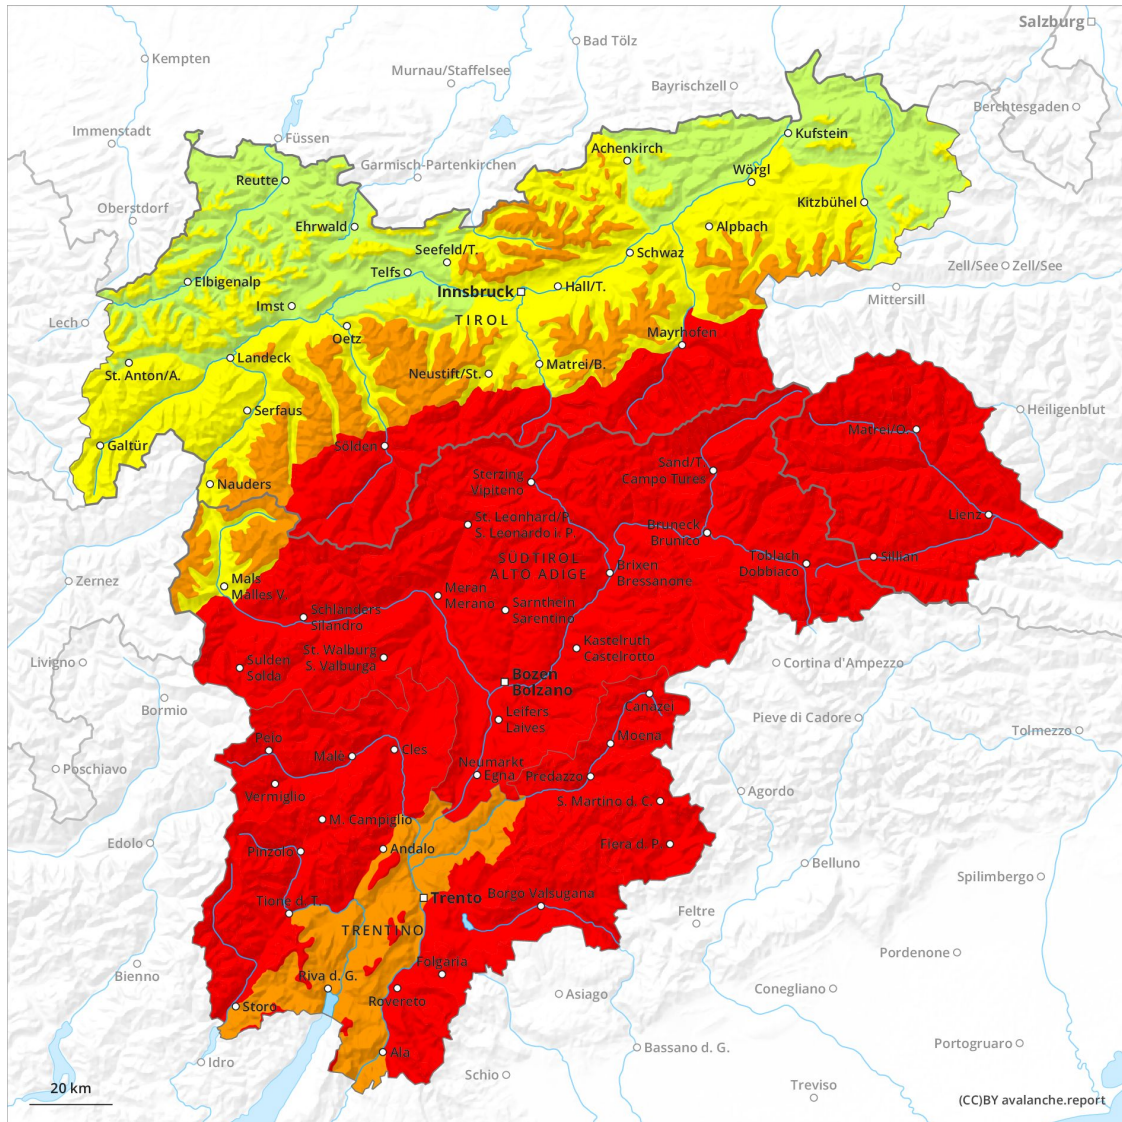 Salzburg
Bad Tölz
Kempten
Murnau/Staffelsee
Bayrischzell
Berchtesgaden
Immenstadt
Füssen
Kufstein
Achenkirch
Garmisch-Partenkirchen
Wörgl
Reutte
Oberstdorf
Kitzbühel
Ehrwald
Alpbach
Seefeld/T.
Schwaz
Zell/See
Zell/See
Telfs
Elbigenalp
Hall/T.
Innsbruck
Mittersill
Imst
TIROL
Lech
Mayrhofen
Oetz
Landeck
Matrei/B.
St. Anton/A.
Neustift/St.
Serfaus
Heiligenblut
Matrei/O.
Galtür
Sölden
Sand/T.
Campo Tures
Sterzing
Vipiteno
Nauders
St. Leonhard/P.
S. Leonardo i. P.
Lienz
Bruneck
Brunico
SÜDTIROL
ALTO ADIGE
Toblach
Dobbiaco
Sillian
Brixen
Bressanone
Zernez
Mals
Málles V.
Meran
Merano
Schlanders
Silandro
Sarnthein
Sarentino
Kastelruth
Castelrotto
St. Walburg
S. Valburga
Livigno
Sulden
Solda
Cortina d'Ampezzo
Bozen
Bolzano
Bormio
Canazei
Leifers
Laives
Pieve di Cadore
Tolmezzo
Moena
Peio
Male
Cles
Neumarkt
Egna
Predazzo
Poschiavo
Vermiglio
Agordo
S. Martino d. C.
M. Campiglio
Edolo
Pinzolo
Andalo
Fiera d. P.
Belluno
Spilimbergo
Trento
Borgo Valsugana
Tione d. T.
Feltre
TRENTINO
Pordenone
Bienno
Folgaria
Riva d. G.
Conegliano
Storo
Rovereto
Asiago
Portogruaro
Idro
Ala
Bassano d. G.
Schio
Treviso
20 km
(CC)BY avalanche.report